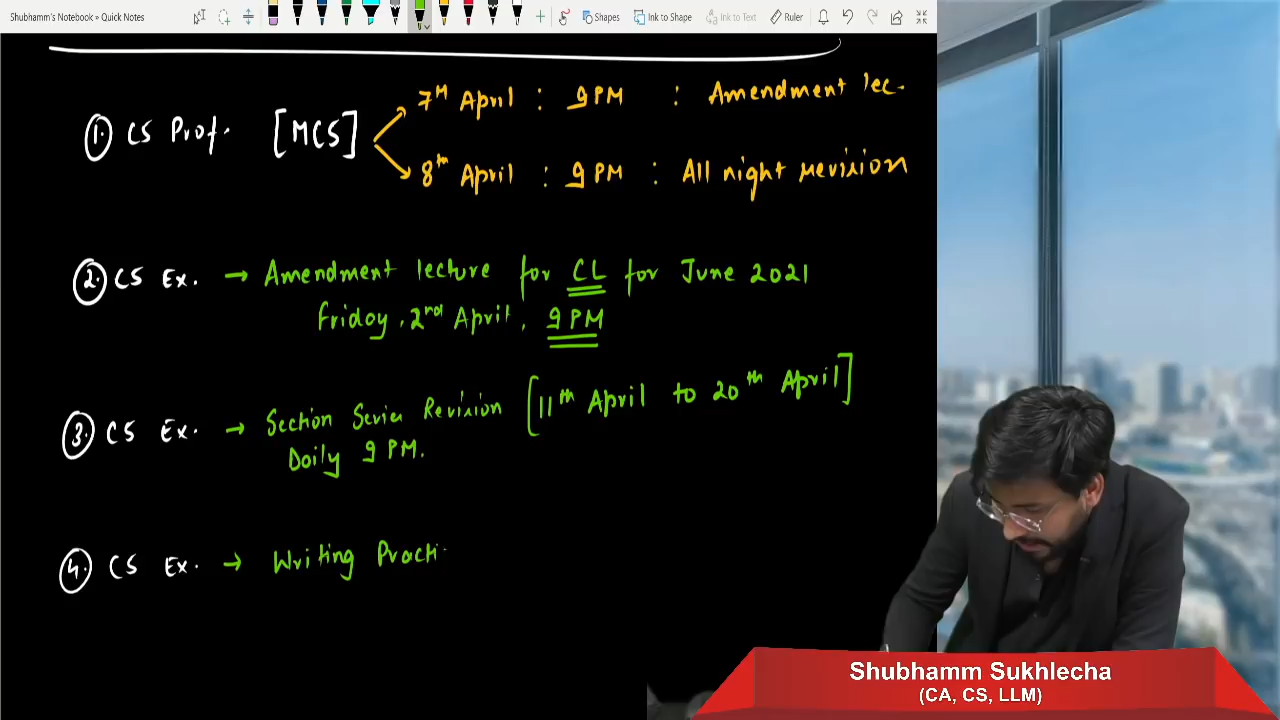 Shubhamm's Notebook » Quick Notes
Shapes
Ink to Shape
Ink to Text
Ruler
1. CS Prof. [MCS]
7th April : 9 PM : Amendment lec.
8th April : 9 PM : All night revision
2. CS Ex. → Amendment lecture for CL for June 2021
Friday, 2nd April, 9 PM
3. CS Ex. → Section Series Revision [11th April to 20th April]
Daily 9 PM.
4. CS Ex. → Writing Practi
Shubhamm Sukhlecha
(CA, CS, LLM)